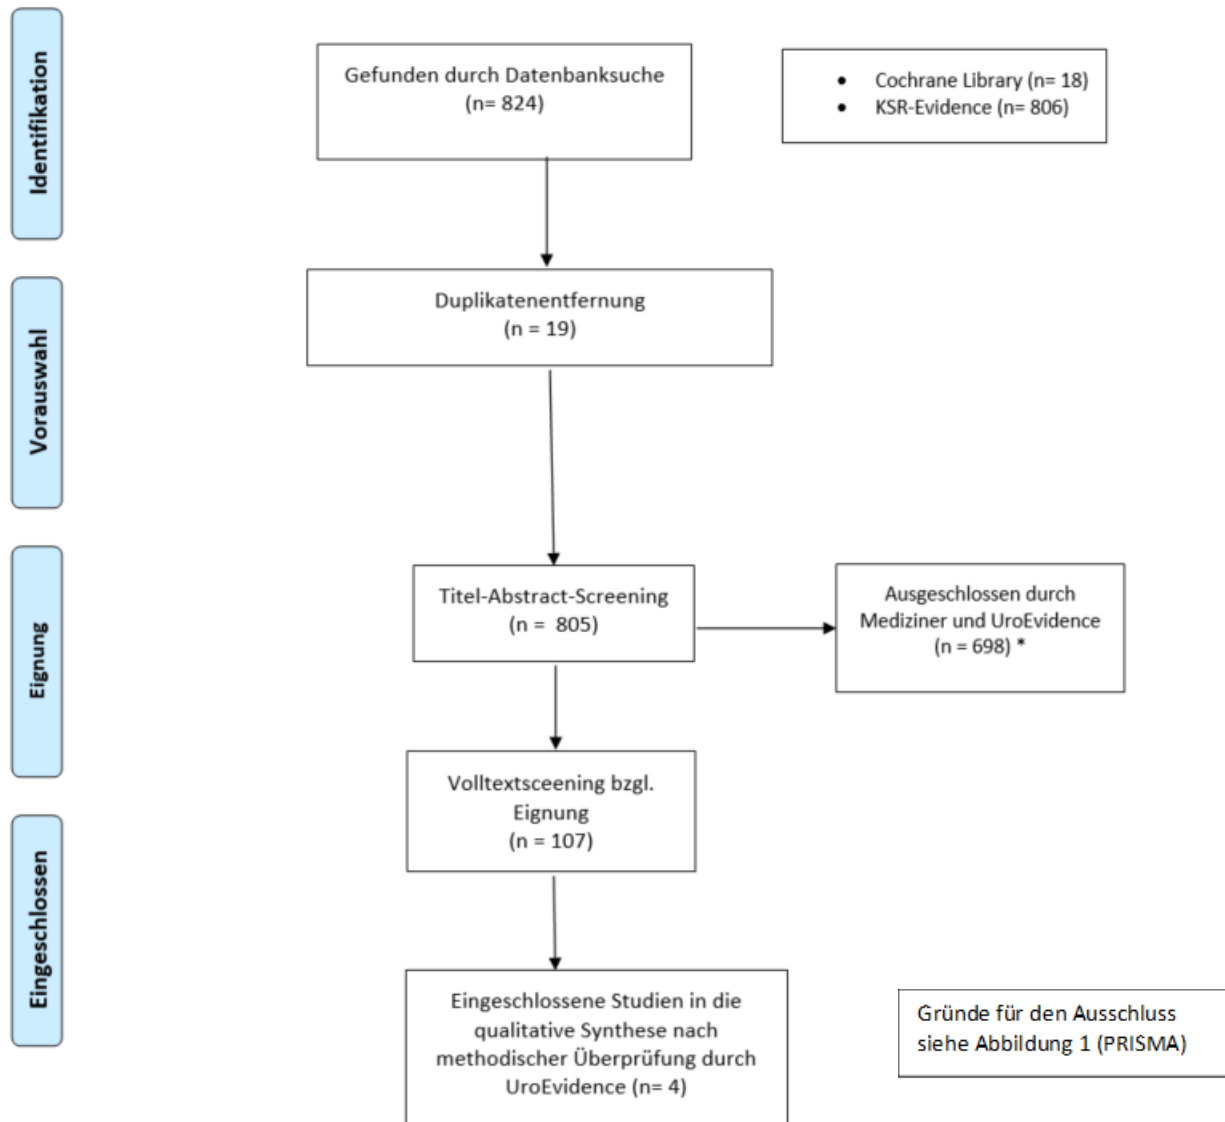 Identifikation
Gefunden durch Datenbanksuche
(n= 824)
• Cochrane Library (n= 18)
• KSR-Evidence (n= 806)
Vorauswahl
Duplikatenentfernung
(n = 19)
Eignung
Titel-Abstract-Screening
(n = 805)
Ausgeschlossen durch
Mediziner und UroEvidence
(n = 698) *
Volltextsceening bzgl.
Eignung
(n = 107)
Eingeschlossen
Eingeschlossene Studien in die
qualitative Synthese nach
methodischer Überprüfung durch
UroEvidence (n= 4)
Gründe für den Ausschluss
siehe Abbildung 1 (PRISMA)